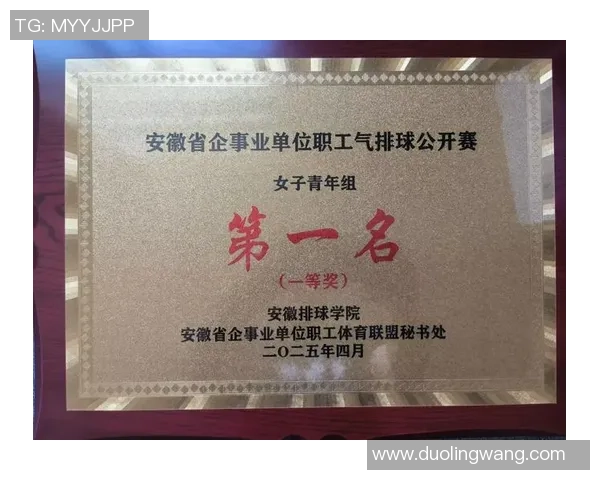 TG: MYYJJPP
安徽省企事业单位职工气排球公开赛
女子青年组
第一名
（一等奖）
安徽排球学院
安徽省企事业单位职工体育联盟秘书处
二〇二五年四月
www.duolingwang.com